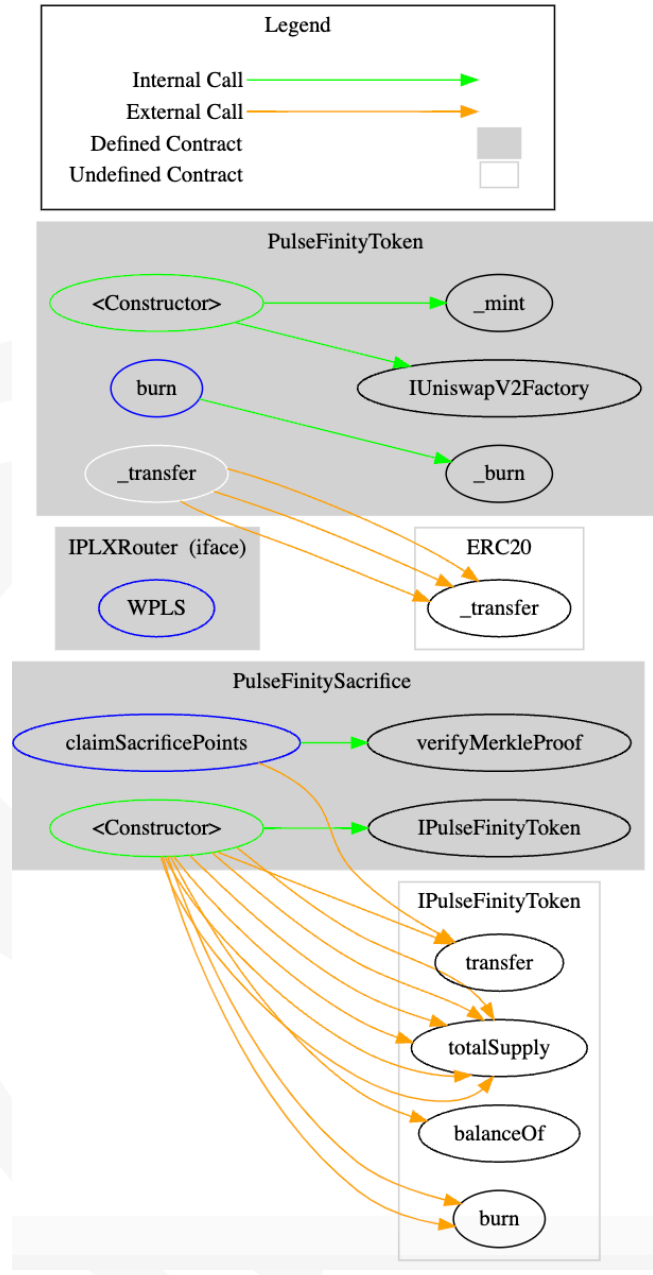 Legend
Internal Call
External Call
Defined Contract
Undefined Contract
PulseFinityToken
<Constructor>
_mint
IUniswapV2Factory
burn
_burn
_transfer
IPLXRouter (iface)
WPLS
ERC20
_transfer
PulseFinitySacrifice
claimSacrificePoints
verifyMerkleProof
<Constructor>
IPulseFinityToken
IPulseFinityToken
transfer
totalSupply
balanceOf
burn